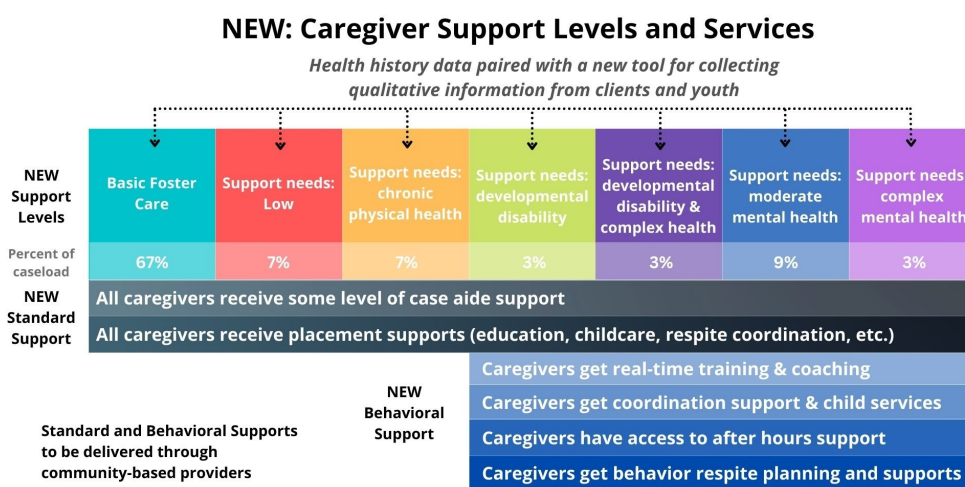 NEW: Caregiver Support Levels and Services
Health history data paired with a new tool for collecting
qualitative information from clients and youth
NEW
Support
Levels
Basic Foster
Care
Support needs:
Low
Support needs:
chronic
physical health
Support needs:
developmental
disability
Support needs:
developmental
disability &
complex health
Support needs:
moderate
mental health
Support needs
complex
mental health
Percent of
caseload
67%
7%
7%
3%
3%
9%
3%
NEW
Standard
Support
All caregivers receive some level of case aide support
All caregivers receive placement supports (education, childcare, respite coordination, etc.)
NEW
Behavioral
Support
Caregivers get real-time training & coaching
Caregivers get coordination support & child services
Caregivers have access to after hours support
Caregivers get behavior respite planning and supports
Standard and Behavioral Supports
to be delivered through
community-based providers